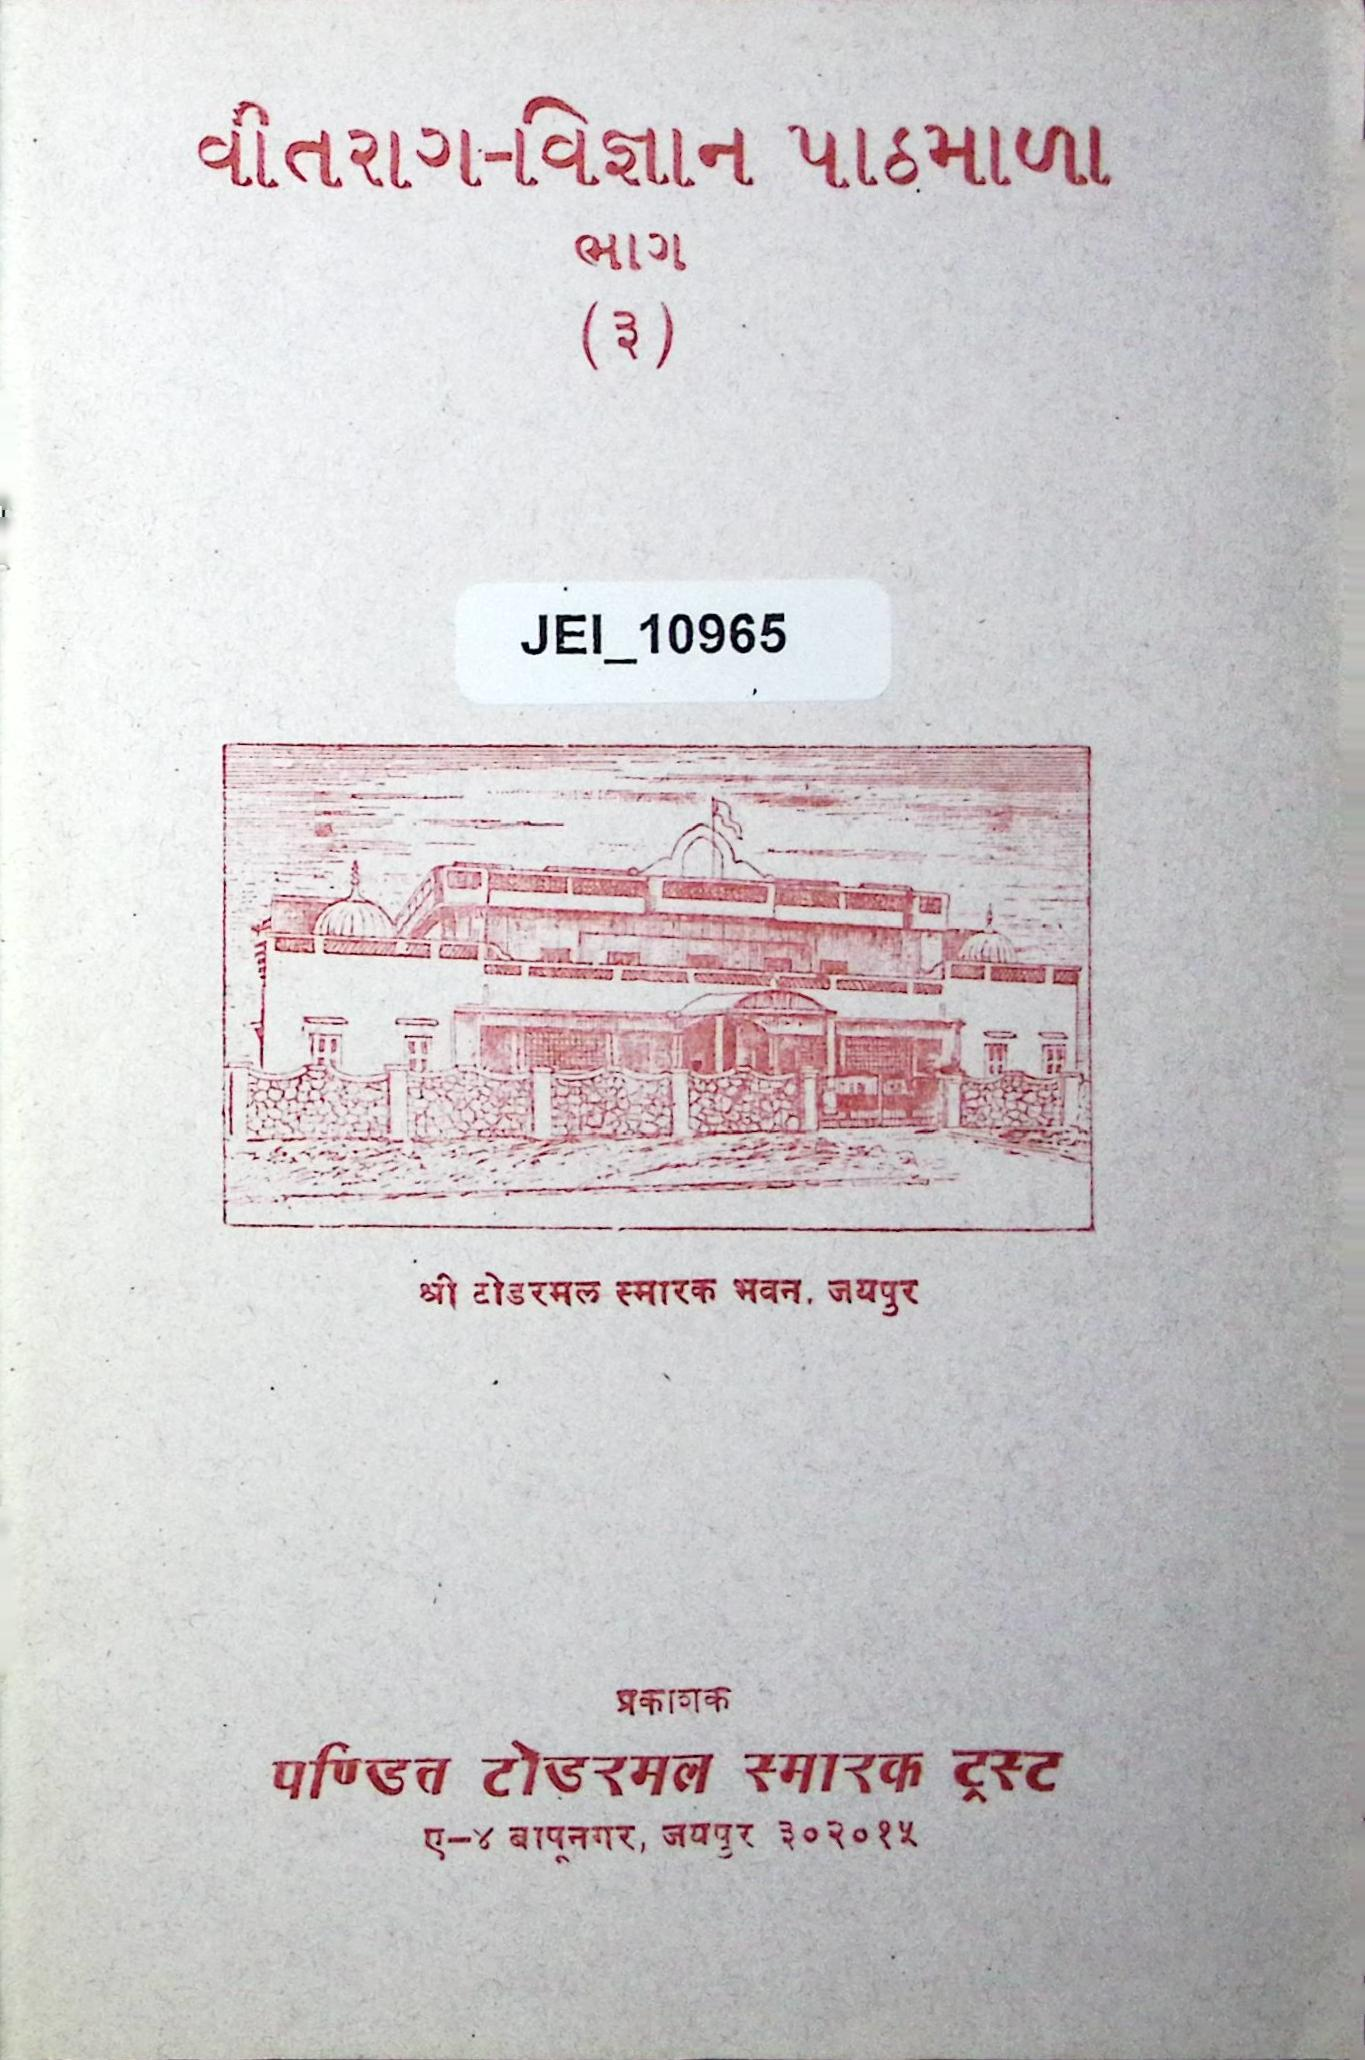 વીતરાગ-વિજ્ઞાન પાઠમાળા
ભાગ
(૩)
JEI_10965
श्री टोडरमल स्मारक भवन, जयपुर
प्रकाशक
पण्डित टोडरमल स्मारक ट्रस्ट
ए-४ बापूनगर, जयपुर ३०२०१५